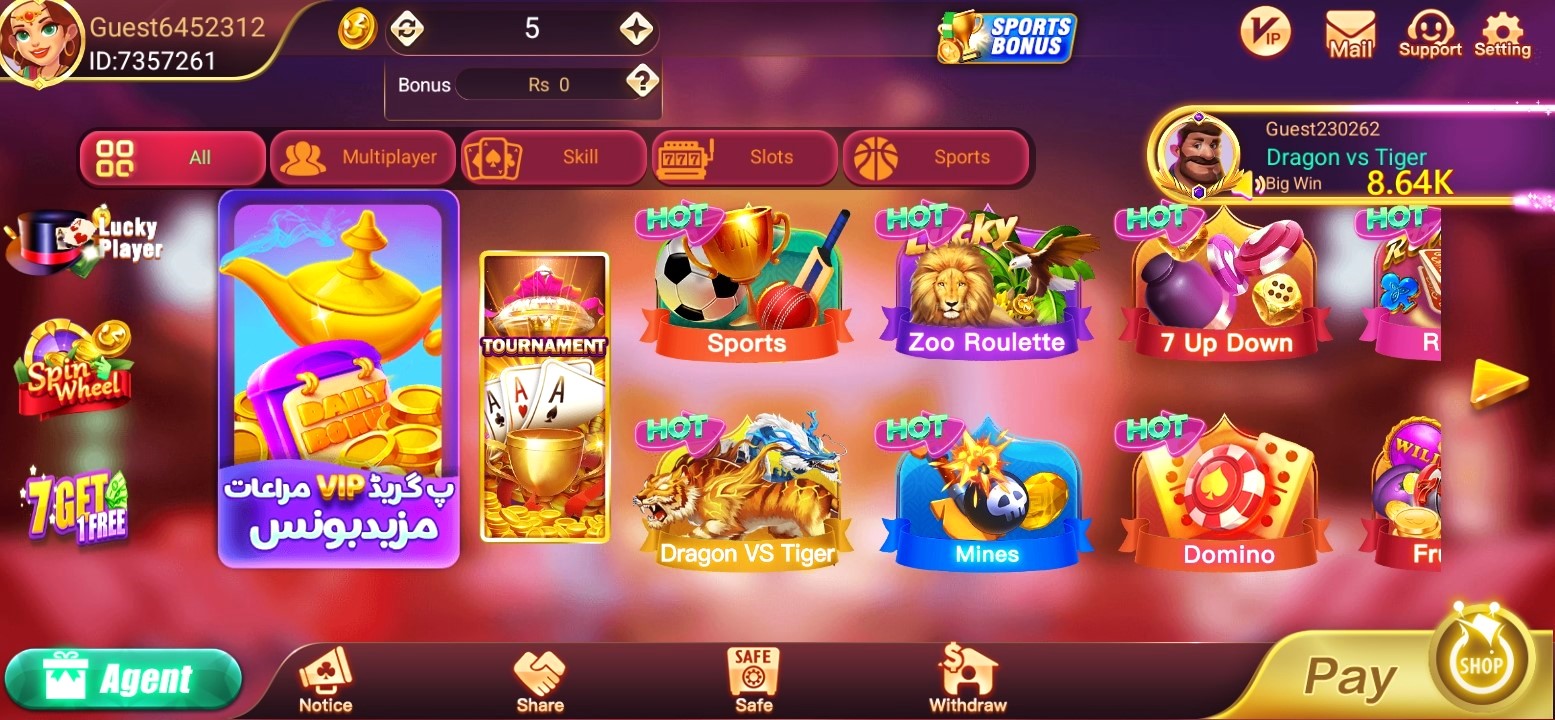 Guest6452312
ID:7357261
5
Bonus
Rs 0
?
SPORTS
BONUS
VIP
Mail
Support
Setting
Guest230262
Dragon vs Tiger
Big Win
8.64K
All
Multiplayer
Skill
777
Slots
Sports
Lucky
Player
Spin
Wheel
7 GET
1 FREE
DAILY
BONUS
پ گریڈ VIP مراعات
مزیدبونس
TOURNAMENT
A
A
A
HOT
WIN
Sports
HOT
Lucky
Zoo Roulette
HOT
7 Up Down
HOT
R
HOT
Dragon VS Tiger
HOT
Mines
HOT
Domino
WILD
Fru
Agent
Notice
Share
SAFE
Safe
$
Withdraw
Pay
SHOP